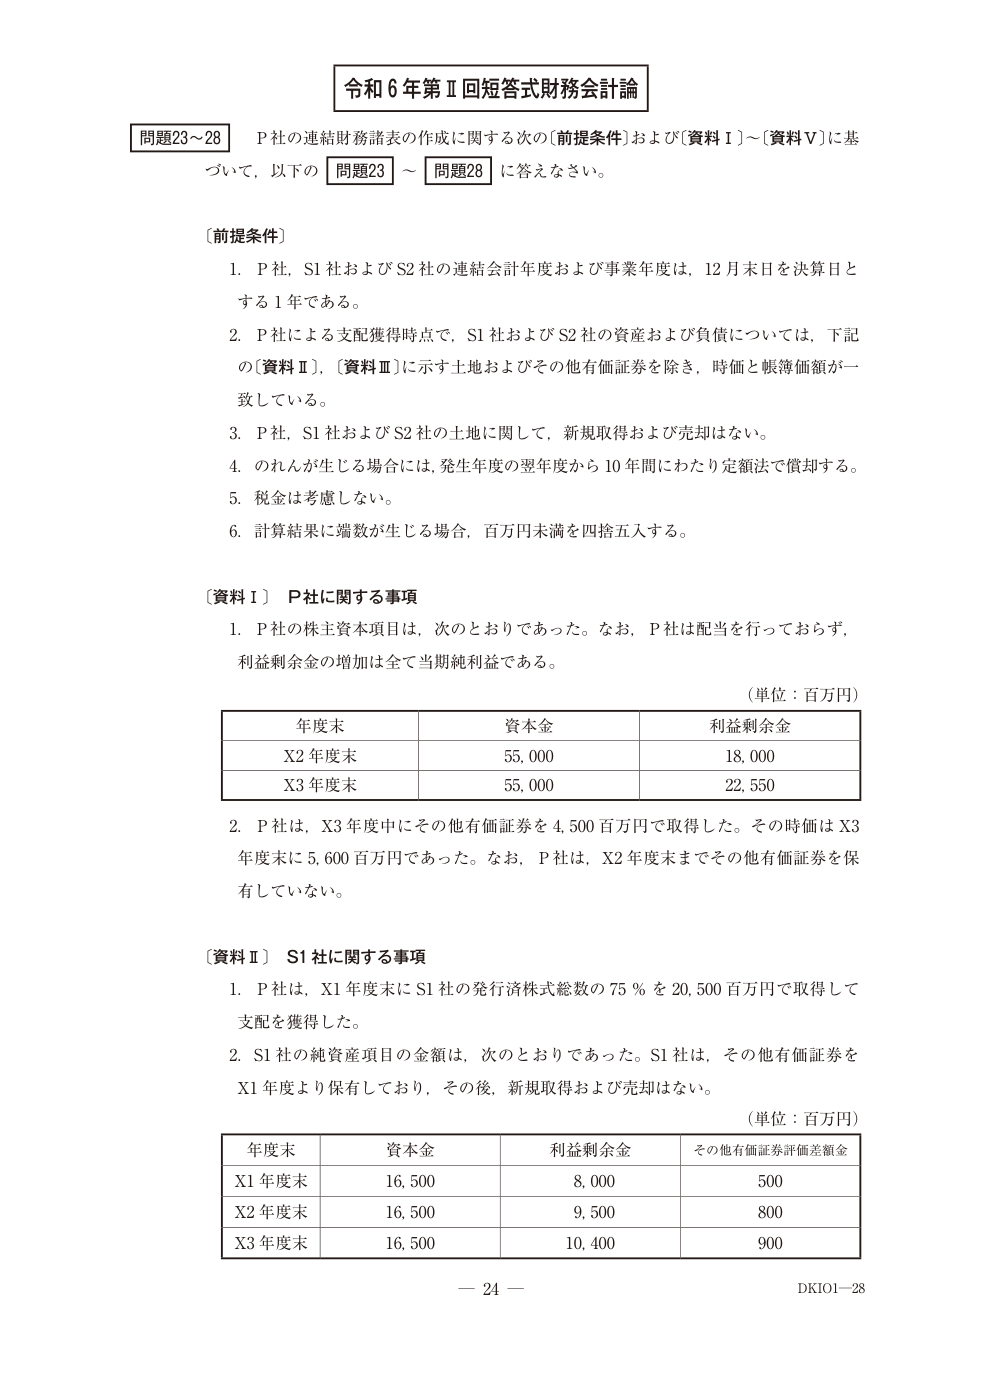 令和6年第Ⅱ回短答式財務会計論
問題23〜28 P社の連結財務諸表の作成に関する次の〔前提条件〕および〔資料Ⅰ〕〜〔資料Ⅴ〕に基
づいて，以下の 問題23 〜 問題28 に答えなさい。
〔前提条件〕
1. P社，S1社およびS2社の連結会計年度および事業年度は，12月末日を決算日と
する1年である。
2. P社による支配獲得時点で，S1社およびS2社の資産および負債については，下記
の〔資料Ⅱ〕，〔資料Ⅲ〕に示す土地およびその他有価証券を除き，時価と帳簿価額が一
致している。
3. P社，S1社およびS2社の土地に関して，新規取得および売却はない。
4. のれんが生じる場合には，発生年度の翌年度から10年間にわたり定額法で償却する。
5. 税金は考慮しない。
6. 計算結果に端数が生じる場合，百万円未満を四捨五入する。
〔資料Ⅰ〕 P社に関する事項
1. P社の株主資本項目は，次のとおりであった。なお，P社は配当を行っておらず，
利益剰余金の増加は全て当期純利益である。
（単位：百万円）
年度末 資本金 利益剰余金
X2年度末 55,000 18,000
X3年度末 55,000 22,550
2. P社は，X3年度中にその他有価証券を4,500百万円で取得した。その時価はX3
年度末に5,600百万円であった。なお，P社は，X2年度末までその他有価証券を保
有していない。
〔資料Ⅱ〕 S1社に関する事項
1. P社は，X1年度末にS1社の発行済株式総数の75％を20,500百万円で取得して
支配を獲得した。
2. S1社の純資産項目の金額は，次のとおりであった。S1社は，その他有価証券を
X1年度より保有しており，その後，新規取得および売却はない。
（単位：百万円）
年度末 資本金 利益剰余金 その他有価証券評価差額金
X1年度末 16,500 8,000 500
X2年度末 16,500 9,500 800
X3年度末 16,500 10,400 900
― 24 ―
DKIO1―28